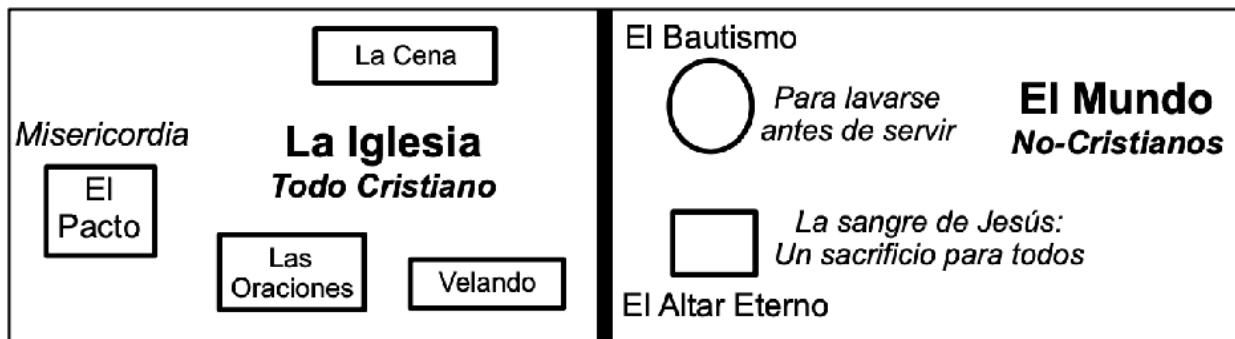 La Cena
Misericordia
El
Pacto
La Iglesia
Todo Cristiano
Las
Oraciones
Velando
El Bautismo
Para lavarse
antes de servir
El Mundo
No-Cristianos
La sangre de Jesús:
Un sacrificio para todos
El Altar Eterno